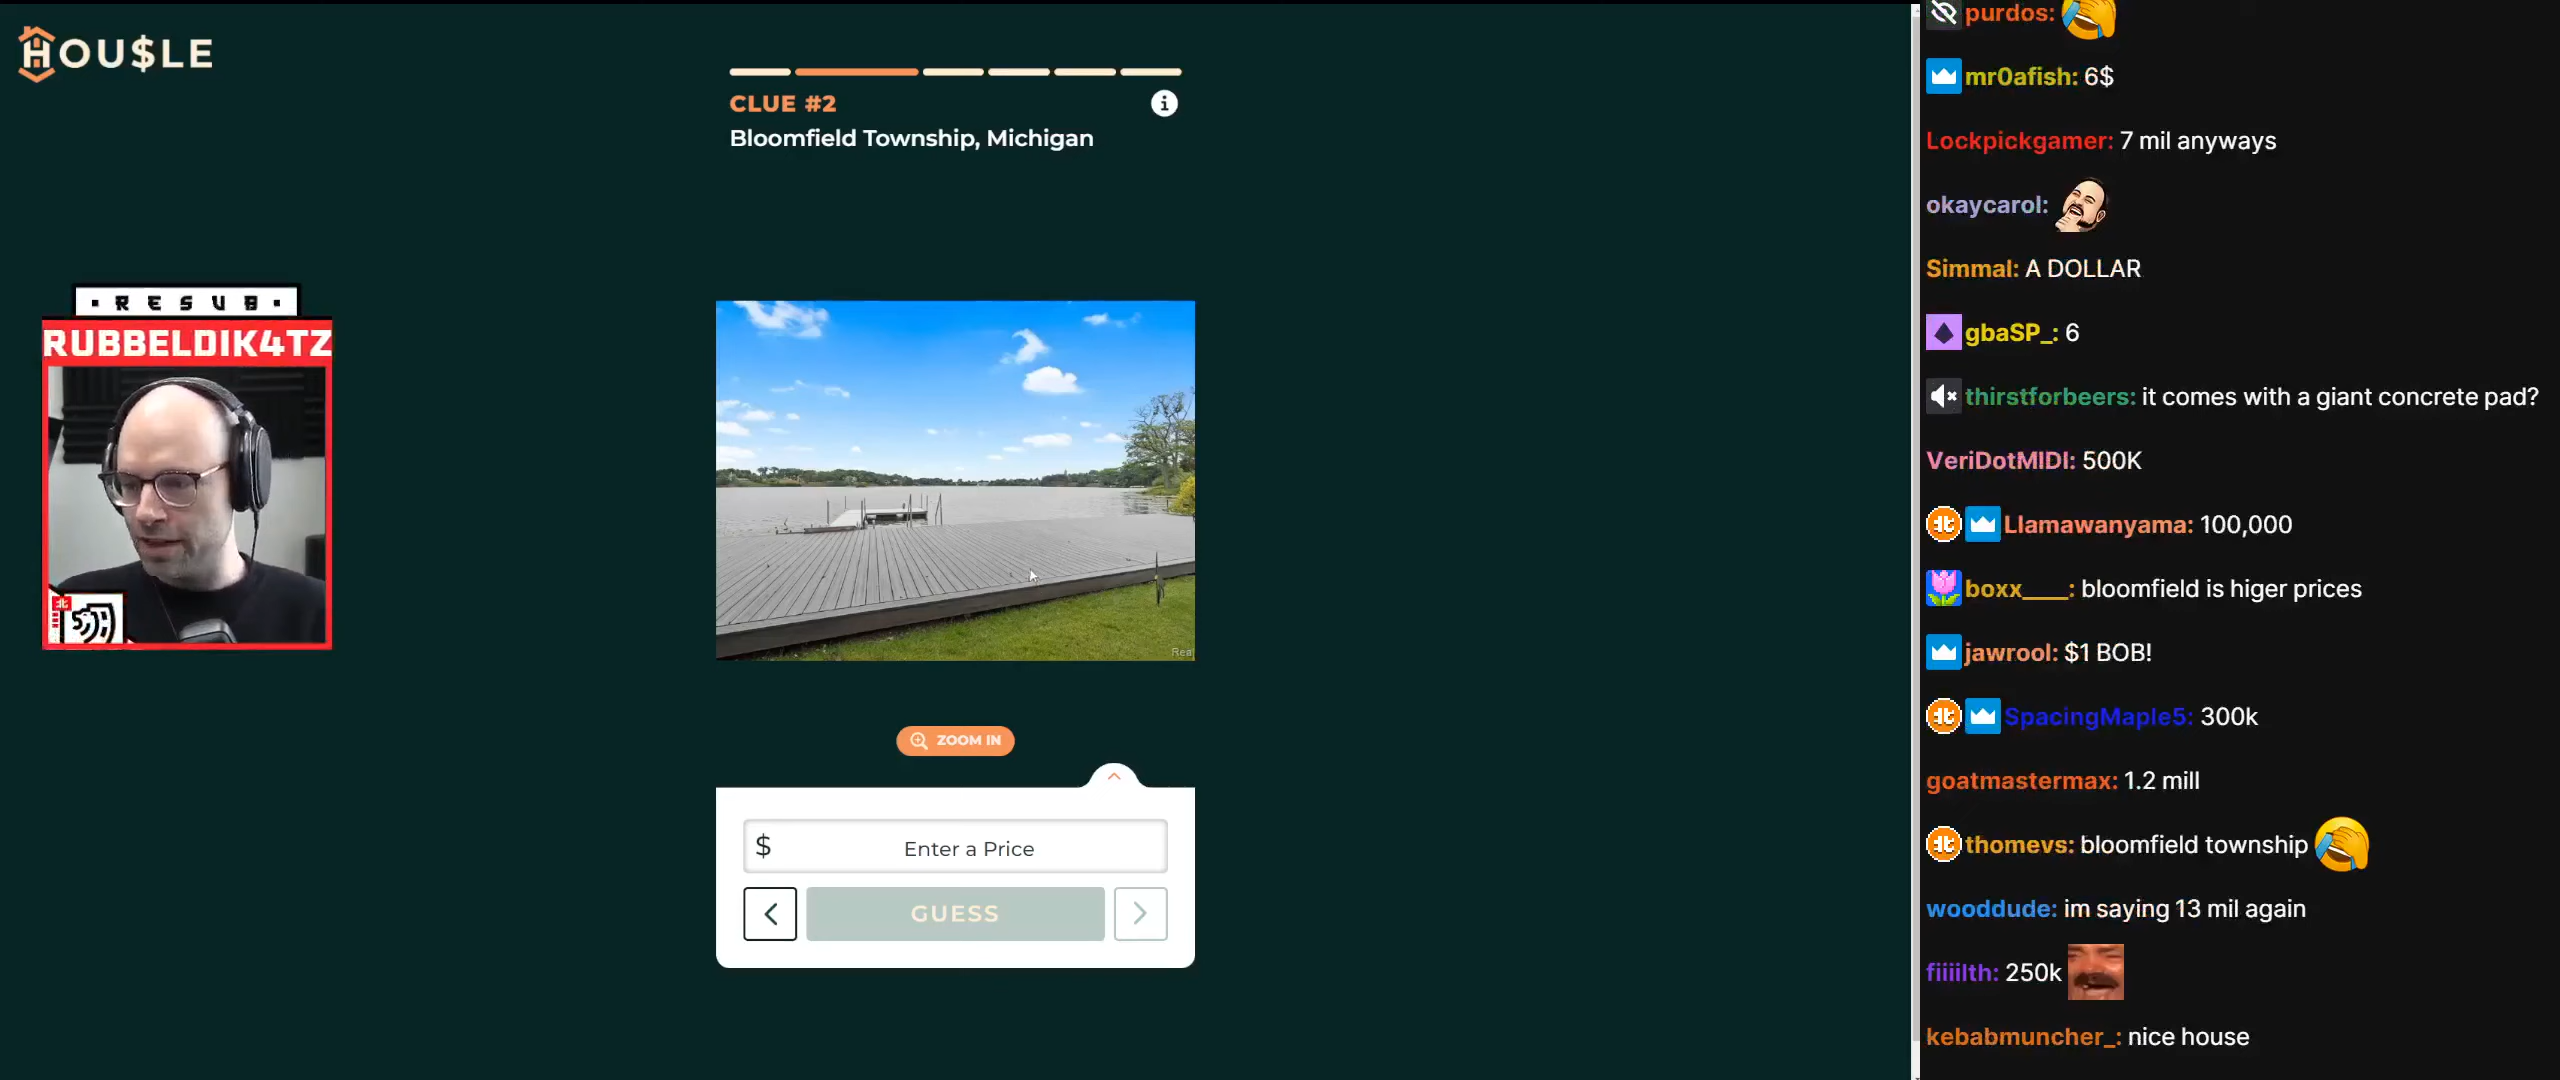 HOU$LE
CLUE #2
Bloomfield Township, Michigan
RESUB
RUBBELDIK4TZ
Rea
ZOOM IN
$ Enter a Price
GUESS
purdos:
mr0afish: 6$
Lockpickgamer: 7 mil anyways
okaycarol:
Simmal: A DOLLAR
gbaSP_: 6
thirstforbeers: it comes with a giant concrete pad?
VeriDotMIDI: 500K
Llamawanyama: 100,000
boxx____: bloomfield is higer prices
jawrool: $1 BOB!
SpacingMaple5: 300k
goatmastermax: 1.2 mill
thomevs: bloomfield township
wooddude: im saying 13 mil again
fiiiilth: 250k
kebabmuncher_: nice house